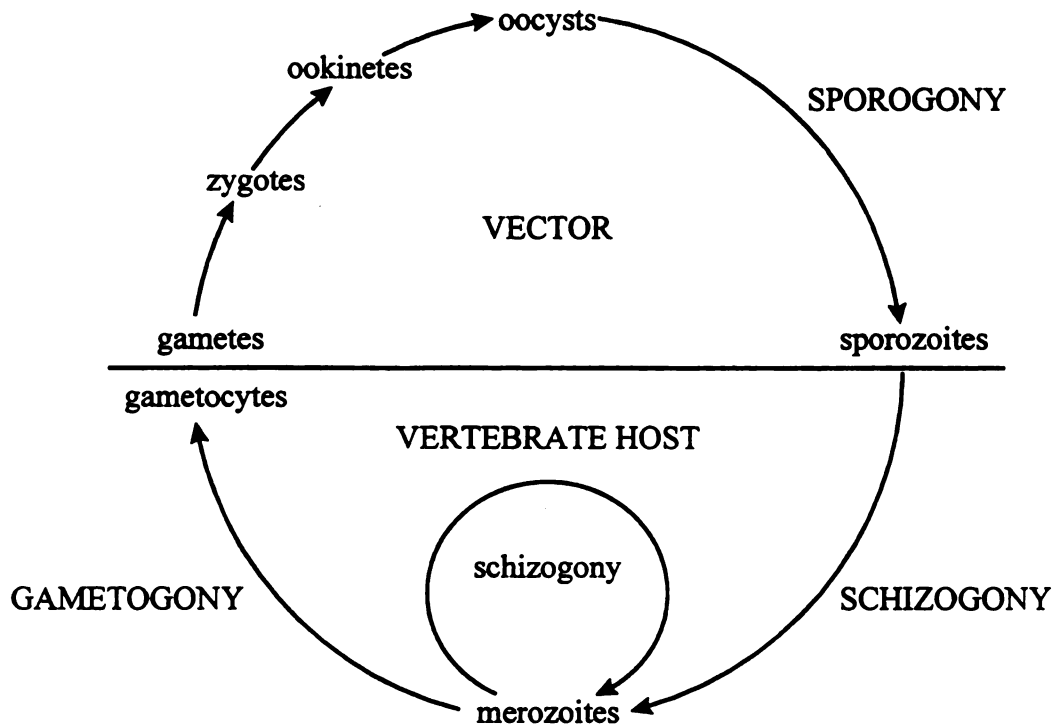 oocysts
ookinetes
SPOROGONY
zygotes
VECTOR
gametes
sporozoites
gametocytes
VERTEBRATE HOST
schizogony
GAMETOGONY
SCHIZOGONY
merozoites